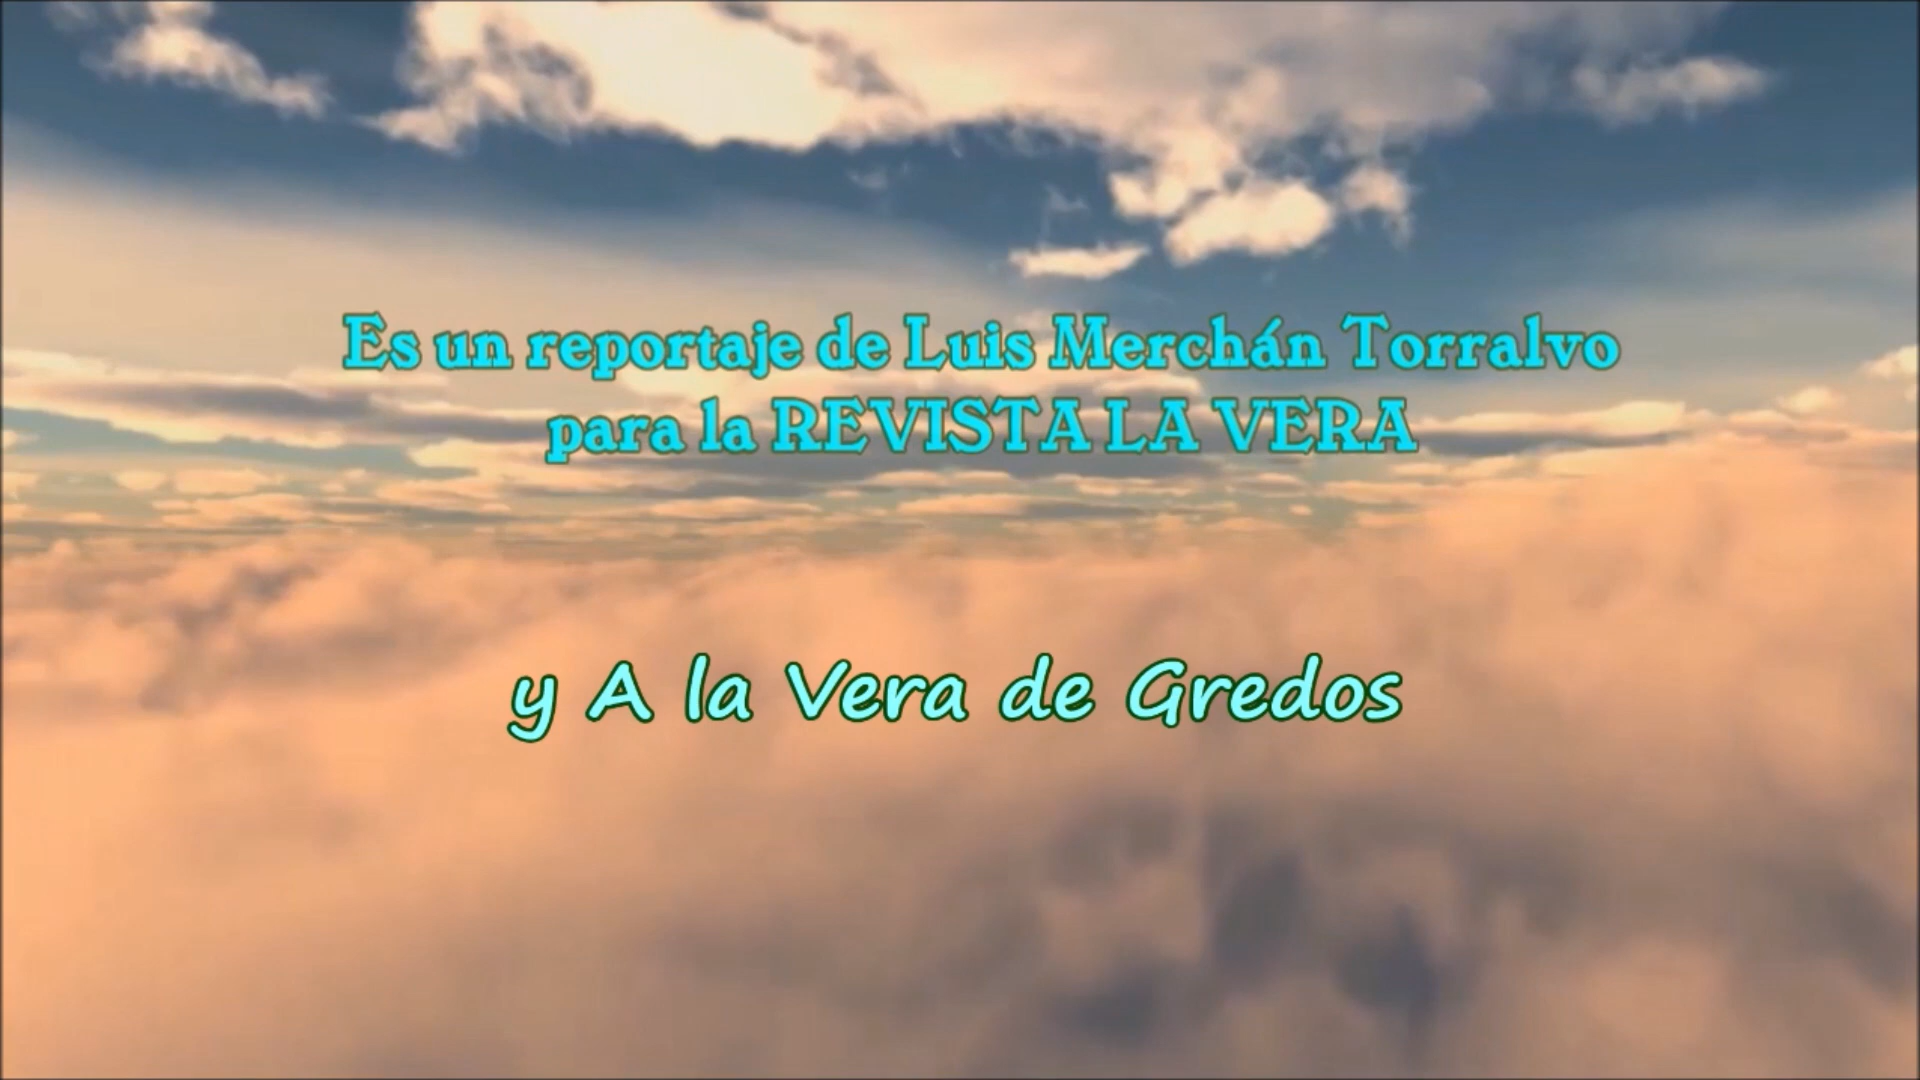 Es un reportaje de Luis Merchán Torralvo
para la REVISTA LA VERA
y A la Vera de Gredos